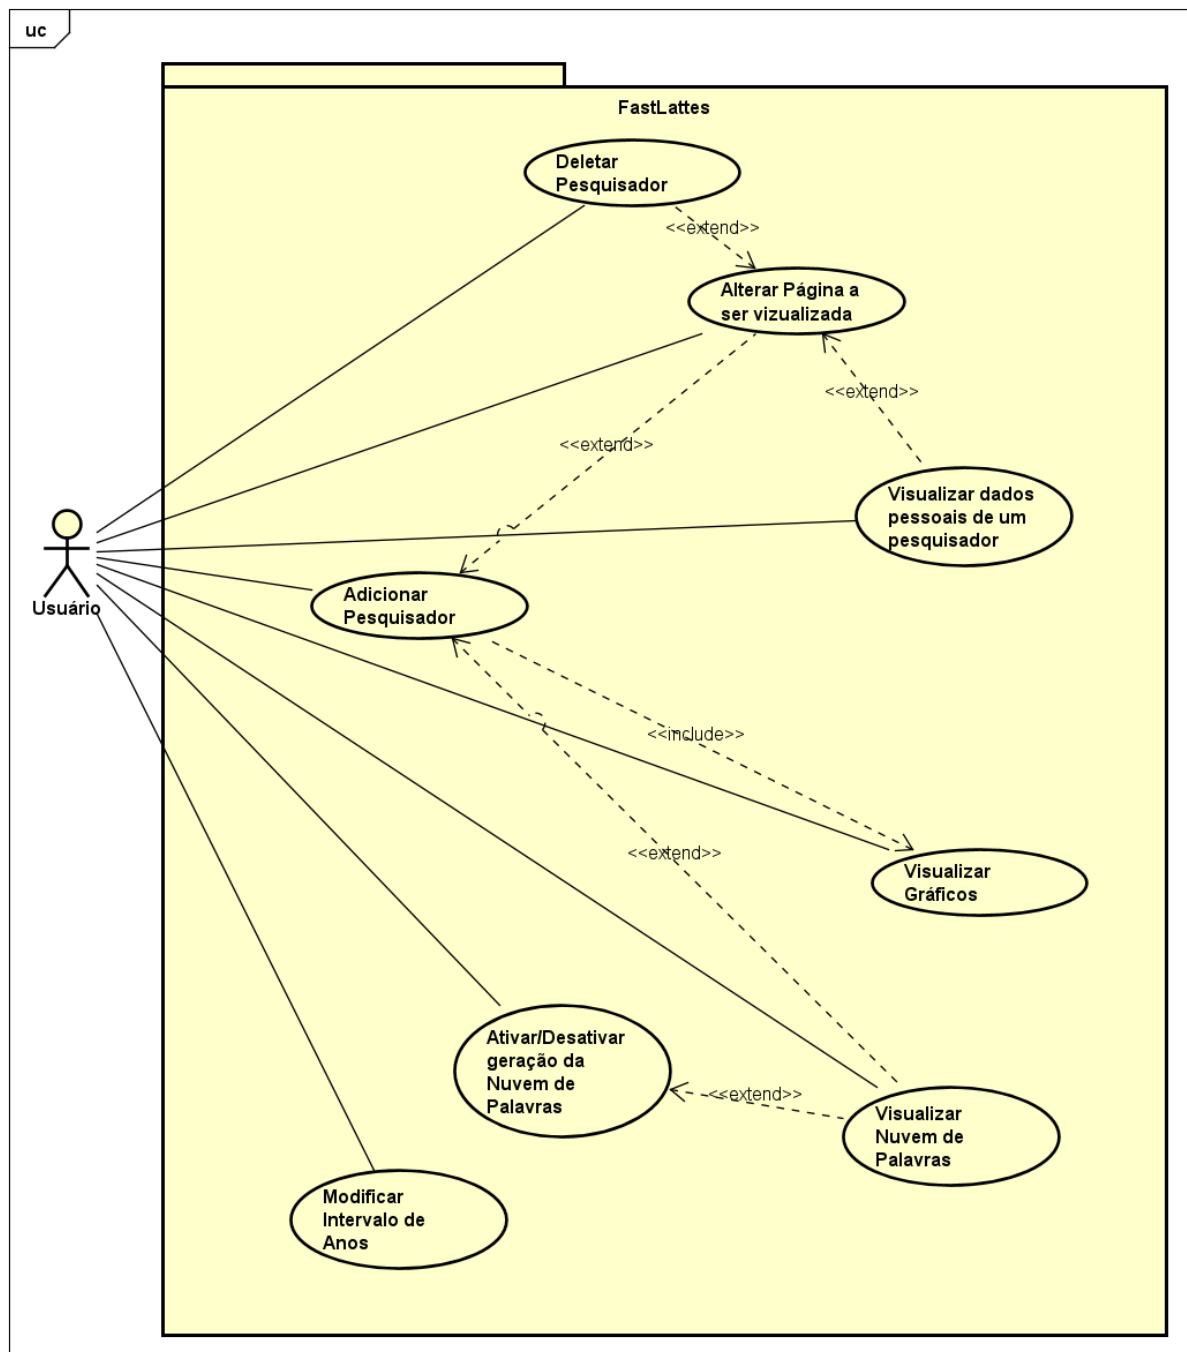 uc
FastLattes
Deletar
Pesquisador
<<extend>>
Alterar Página a
ser vizualizada
<<extend>>
<<extend>>
Visualizar dados
pessoais de um
pesquisador
Usuário
Adicionar
Pesquisador
<<include>>
<<extend>>
Visualizar
Gráficos
Ativar/Desativar
geração da
Nuvem de
Palavras
<<extend>>
Visualizar
Nuvem de
Palavras
Modificar
Intervalo de
Anos